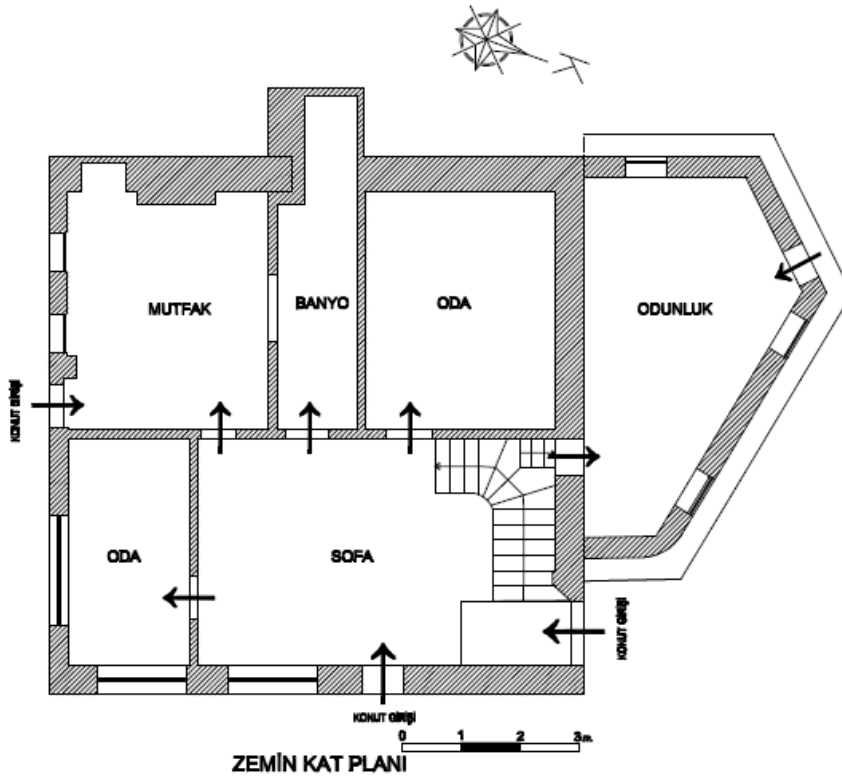 K
MUTFAK
BANYO
ODA
ODUNLUK
KONUT GİRİŞİ
ODA
SOFA
KONUT GİRİŞİ
KONUT GİRİŞİ
0 1 2 3m.
ZEMİN KAT PLANI